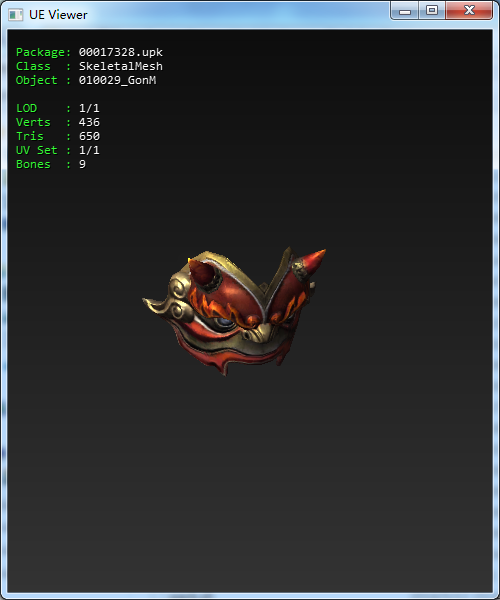 UE Viewer
Package: 00017328.upk
Class : SkeletalMesh
Object : 010029_GonM
LOD : 1/1
Verts : 436
Tris : 650
UV Set : 1/1
Bones : 9